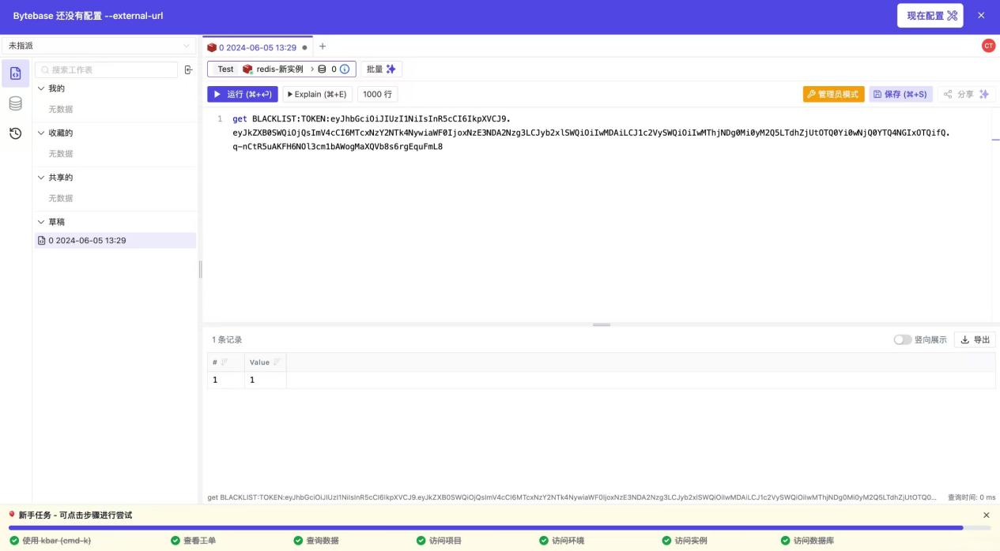 Bytebase 还没有配置 --external-url
现在配置
未指派
0 2024-06-05 13:29
CT
搜索工作表
Test redis-新实例 0
批量
我的
运行 (⌘+⏎)
Explain (⌘+E)
1000 行
管理员模式
保存 (⌘+S)
分享
无数据
收藏的
无数据
共享的
无数据
草稿
0 2024-06-05 13:29
1 get BLACKLIST:TOKEN:eyJhbGciOiJIUzI1NiIsInR5cCI6IkpXVCJ9.
eyJkZXB0SWQiOjQsImV4cCI6MTcxNzY2NTk4NywiaWF0IjoxNzE3NDA2Nzg3LCJyb2xlSWQiOiIwMDAiLCJ1c2VySWQiOiIwMThjNDg0Mi0yM2Q5LTdhZjUtOTQ0Yi0wNjQ0YTQ4NGIxOTQifQ.
q-nCtR5uAKFH6NOl3cm1bAWogMaXQVb8s6rgEquFmL8
1 条记录
竖向展示
导出
# Value
1 1
get BLACKLIST:TOKEN:eyJhbGciOiJIUzI1NiIsInR5cCI6IkpXVCJ9.eyJkZXB0SWQiOjQsImV4cCI6MTcxNzY2NTk4NywiaWF0IjoxNzE3NDA2Nzg3LCJyb2xlSWQiOiIwMDAiLCJ1c2VySWQiOiIwMThjNDg0Mi0yM2Q5LTdhZjUtOTQ0...
查询时间: 0 ms
新手任务 - 可点击步骤进行尝试
使用 kbar (cmd-k)
查看工单
查询数据
访问项目
访问环境
访问实例
访问数据库